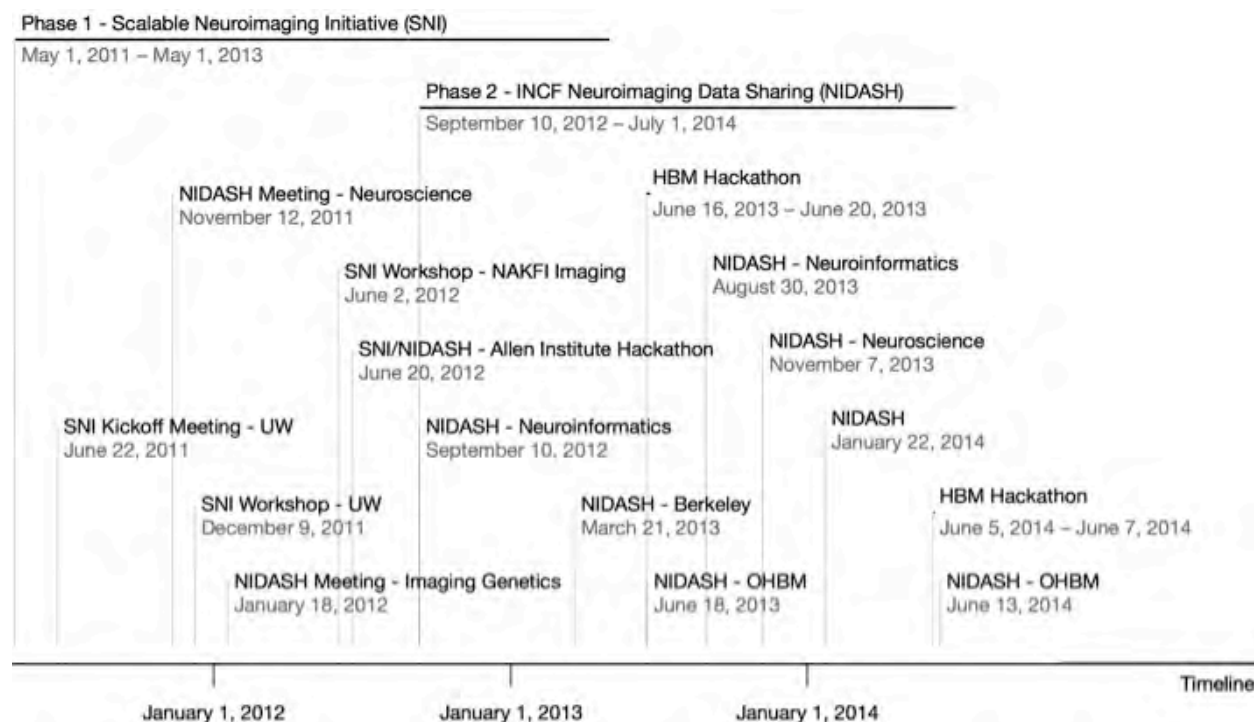 Phase 1 - Scalable Neuroimaging Initiative (SNI)
May 1, 2011 – May 1, 2013
Phase 2 - INCF Neuroimaging Data Sharing (NIDASH)
September 10, 2012 – July 1, 2014
HBM Hackathon
June 16, 2013 – June 20, 2013
NIDASH Meeting - Neuroscience
November 12, 2011
SNI Workshop - NAKFI Imaging
June 2, 2012
NIDASH - Neuroinformatics
August 30, 2013
SNI/NIDASH - Allen Institute Hackathon
June 20, 2012
NIDASH - Neuroscience
November 7, 2013
SNI Kickoff Meeting - UW
June 22, 2011
NIDASH - Neuroinformatics
September 10, 2012
NIDASH
January 22, 2014
SNI Workshop - UW
December 9, 2011
NIDASH - Berkeley
March 21, 2013
HBM Hackathon
June 5, 2014 – June 7, 2014
NIDASH Meeting - Imaging Genetics
January 18, 2012
NIDASH - OHBM
June 18, 2013
NIDASH - OHBM
June 13, 2014
Timeline
January 1, 2012
January 1, 2013
January 1, 2014